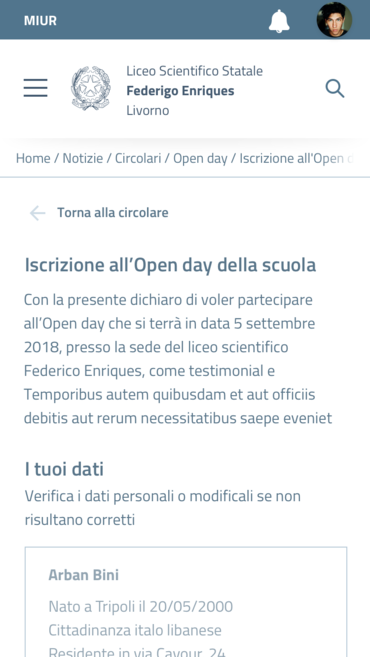 MIUR
Liceo Scientifico Statale
Federigo Enriques
Livorno
Home / Notizie / Circolari / Open day / Iscrizione all'Open d
Torna alla circolare
Iscrizione all’Open day della scuola
Con la presente dichiaro di voler partecipare
all’Open day che si terrà in data 5 settembre
2018, presso la sede del liceo scientifico
Federico Enriques, come testimonial e
Temporibus autem quibusdam et aut officiis
debitis aut rerum necessitatibus saepe eveniet
I tuoi dati
Verifica i dati personali o modificali se non
risultano corretti
Arban Bini
Nato a Tripoli il 20/05/2000
Cittadinanza italo libanese
Residente in via Cavour, 24